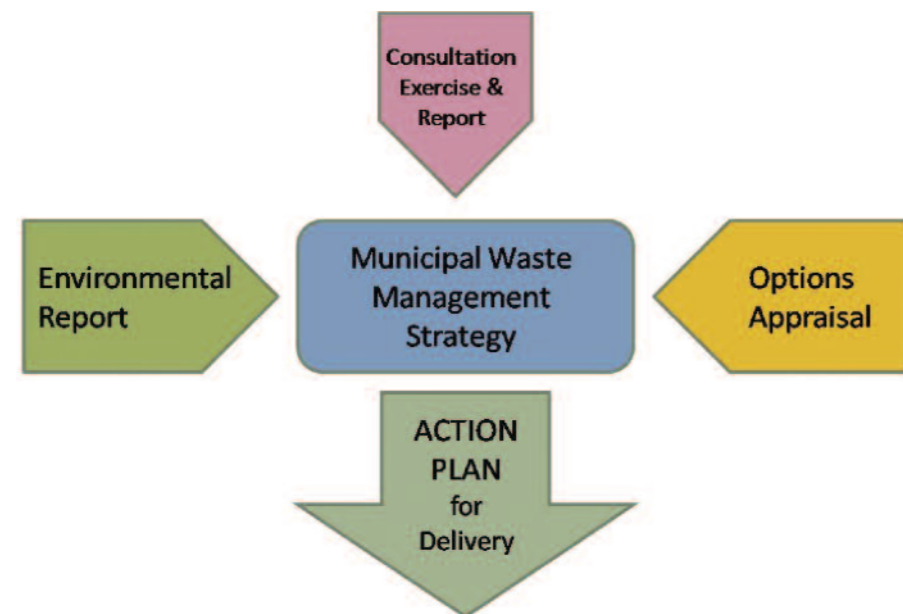 Consultation
Exercise &
Report
Environmental
Report
Municipal Waste
Management
Strategy
Options
Appraisal
ACTION
PLAN
for
Delivery